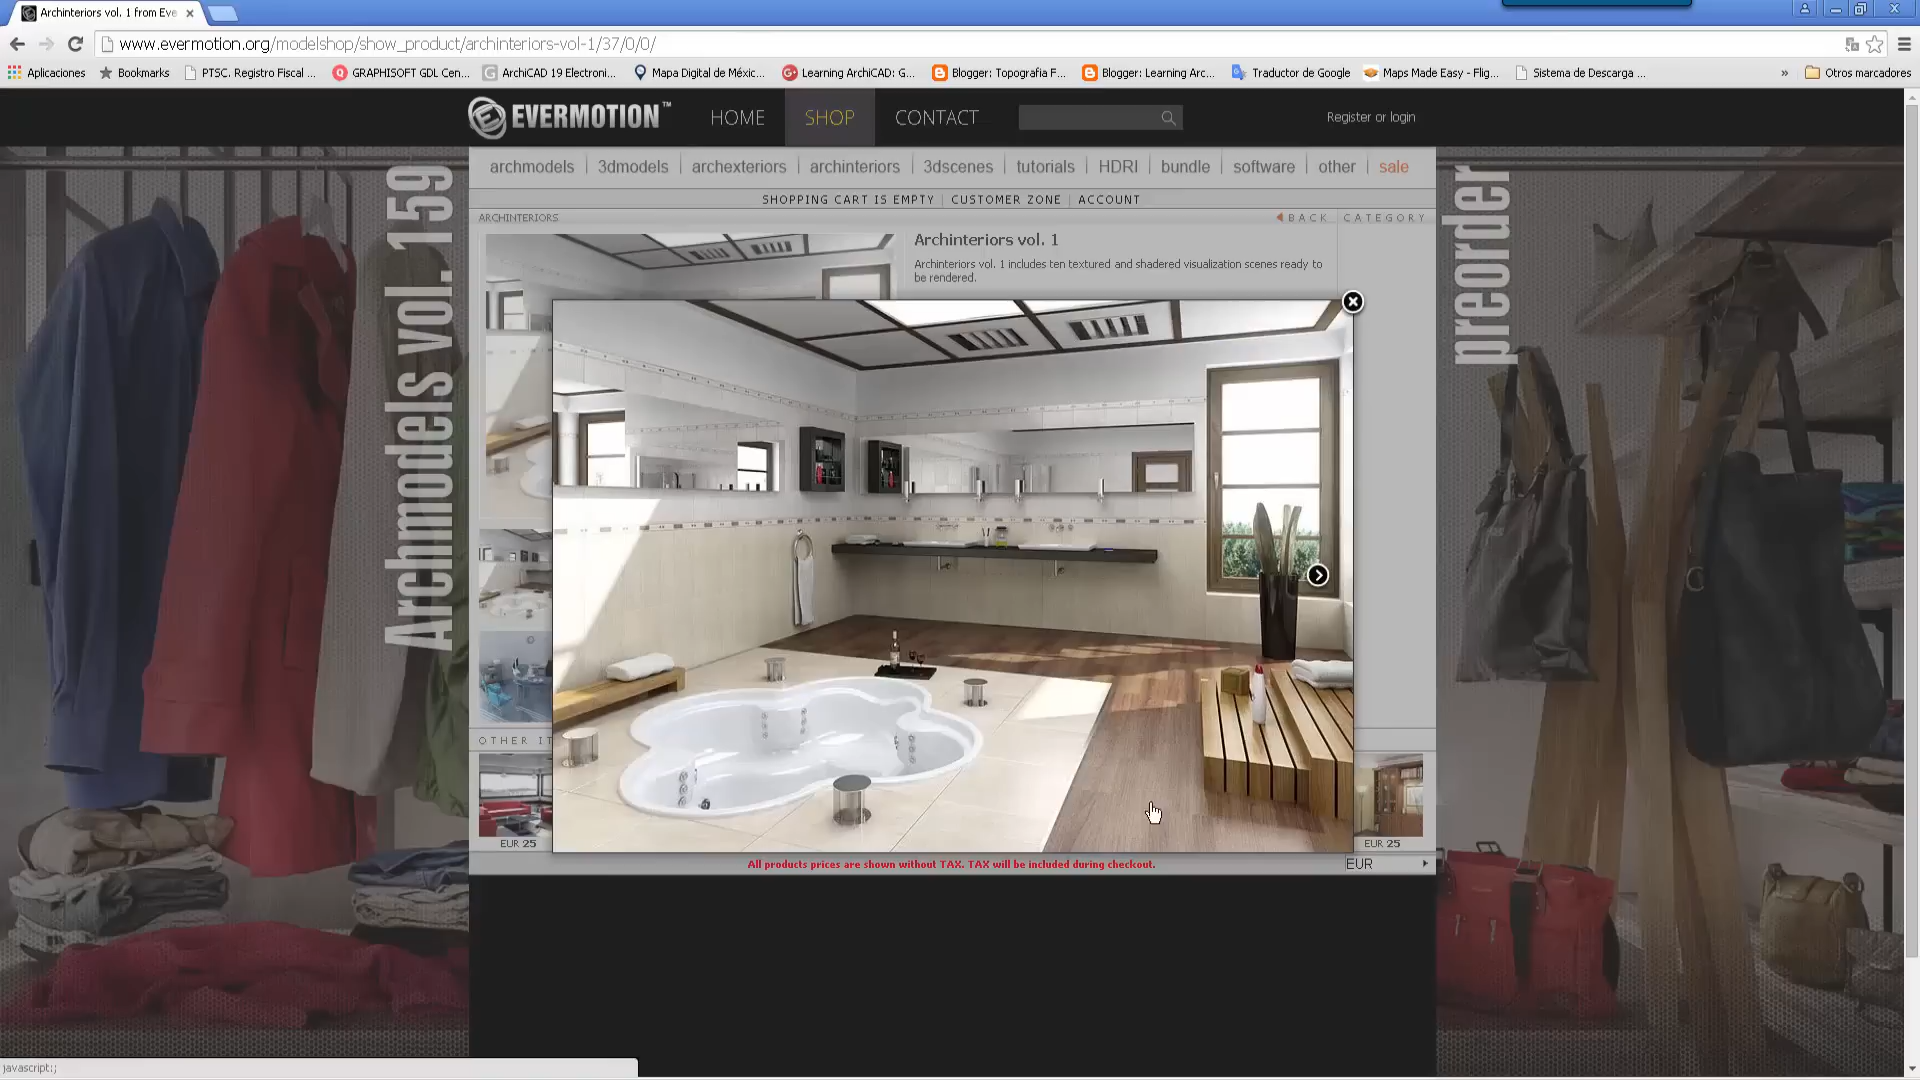 Archinteriors vol. 1 from Eve
www.evermotion.org/modelshop/show_product/archinteriors-vol-1/37/0/0/
Aplicaciones
Bookmarks
PTSC. Registro Fiscal ...
GRAPHISOFT GDL Cen...
ArchiCAD 19 Electroni...
Mapa Digital de Méxic...
Learning ArchiCAD: G...
Blogger: Topografia F...
Blogger: Learning Arc...
Traductor de Google
Maps Made Easy - Flig...
Sistema de Descarga ...
»
Otros marcadores
EVERMOTION™
HOME
SHOP
CONTACT
Register or login
archmodels | 3dmodels | archexteriors | archinteriors | 3dscenes | tutorials | HDRI | bundle | software | other | sale
SHOPPING CART IS EMPTY | CUSTOMER ZONE | ACCOUNT
ARCHINTERIORS
BACK
CATEGORY
Archinteriors vol. 1
Archinteriors vol. 1 includes ten textured and shadered visualization scenes ready to
be rendered.
Archmodels vol. 159
preorder
OTHER IT
EUR 25
EUR 25
All products prices are shown without TAX. TAX will be included during checkout.
EUR
javascript:;